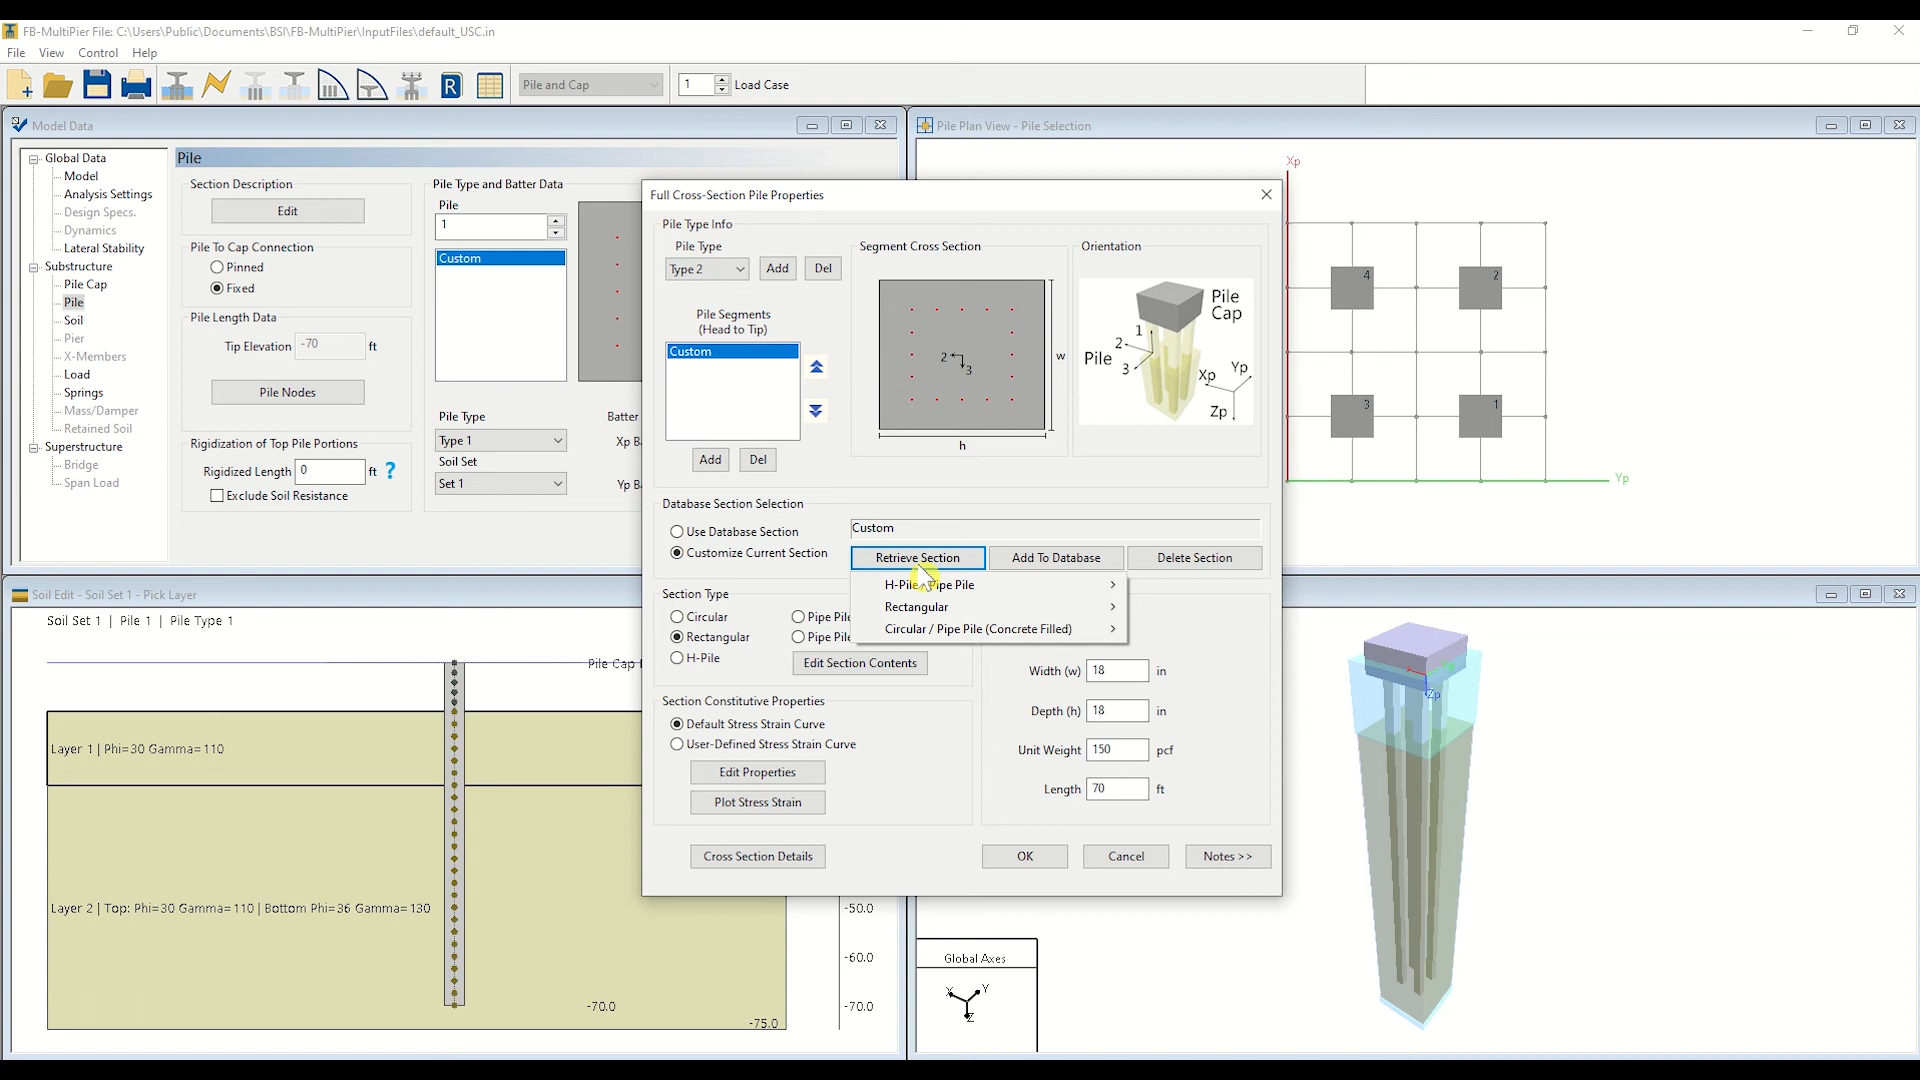 FB-MultiPier File: C:\Users\Public\Documents\BSI\FB-MultiPier\InputFiles\default_USC.in
File View Control Help
Pile and Cap
1 Load Case
Model Data
Global Data
Model
Analysis Settings
Design Specs.
Dynamics
Lateral Stability
Substructure
Pile Cap
Pile
Soil
Pier
X-Members
Load
Springs
Mass/Damper
Retained Soil
Superstructure
Bridge
Span Load
Pile
Section Description
Edit
Pile To Cap Connection
Pinned
Fixed
Pile Length Data
Tip Elevation -70 ft
Pile Nodes
Rigidization of Top Pile Portions
Rigidized Length 0 ft ?
Exclude Soil Resistance
Pile Type and Batter Data
Pile
1
Custom
Pile Type
Type 1
Soil Set
Set 1
Batter
Xp B
Yp B
Full Cross-Section Pile Properties
Pile Type Info
Pile Type
Type 2 Add Del
Pile Segments
(Head to Tip)
Custom
Add Del
Segment Cross Section
2
3
w
h
Orientation
Pile
Cap
1
2
3
Pile
Xp
Yp
Zp
Database Section Selection
Use Database Section
Customize Current Section
Custom
Retrieve Section Add To Database Delete Section
H-Pile Pipe Pile
Rectangular
Circular / Pipe Pile (Concrete Filled)
Section Type
Circular
Rectangular
H-Pile
Pipe Pile
Pipe Pile
Edit Section Contents
Section Constitutive Properties
Default Stress Strain Curve
User-Defined Stress Strain Curve
Edit Properties
Plot Stress Strain
Width (w) 18 in
Depth (h) 18 in
Unit Weight 150 pcf
Length 70 ft
Cross Section Details OK Cancel Notes >>
Pile Plan View - Pile Selection
Xp
4 2
3 1
Yp
Soil Edit - Soil Set 1 - Pick Layer
Soil Set 1 | Pile 1 | Pile Type 1
Pile Cap
Layer 1 | Phi=30 Gamma=110
Layer 2 | Top: Phi=30 Gamma=110 | Bottom Phi=36 Gamma=130
-70.0
-75.0
-50.0
-60.0
-70.0
Zp
Global Axes
X
Y
Z